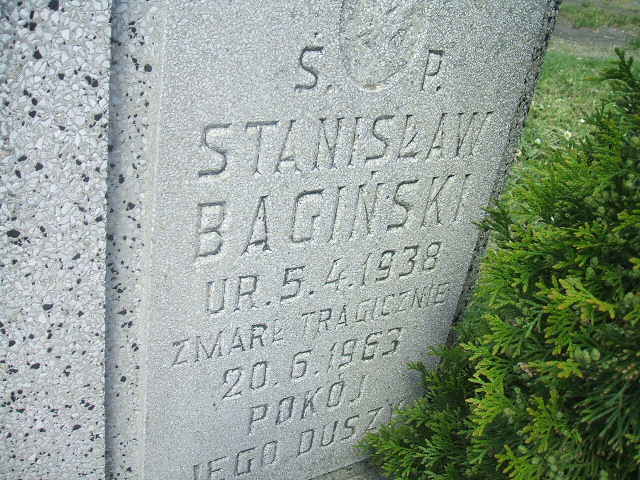 Ś. P.
STANISŁAW
BAGIŃSKI
UR. 5.4.1938
ZMARŁ TRAGICZNIE
20.6.1963
POKÓJ
JEGO DUSZY